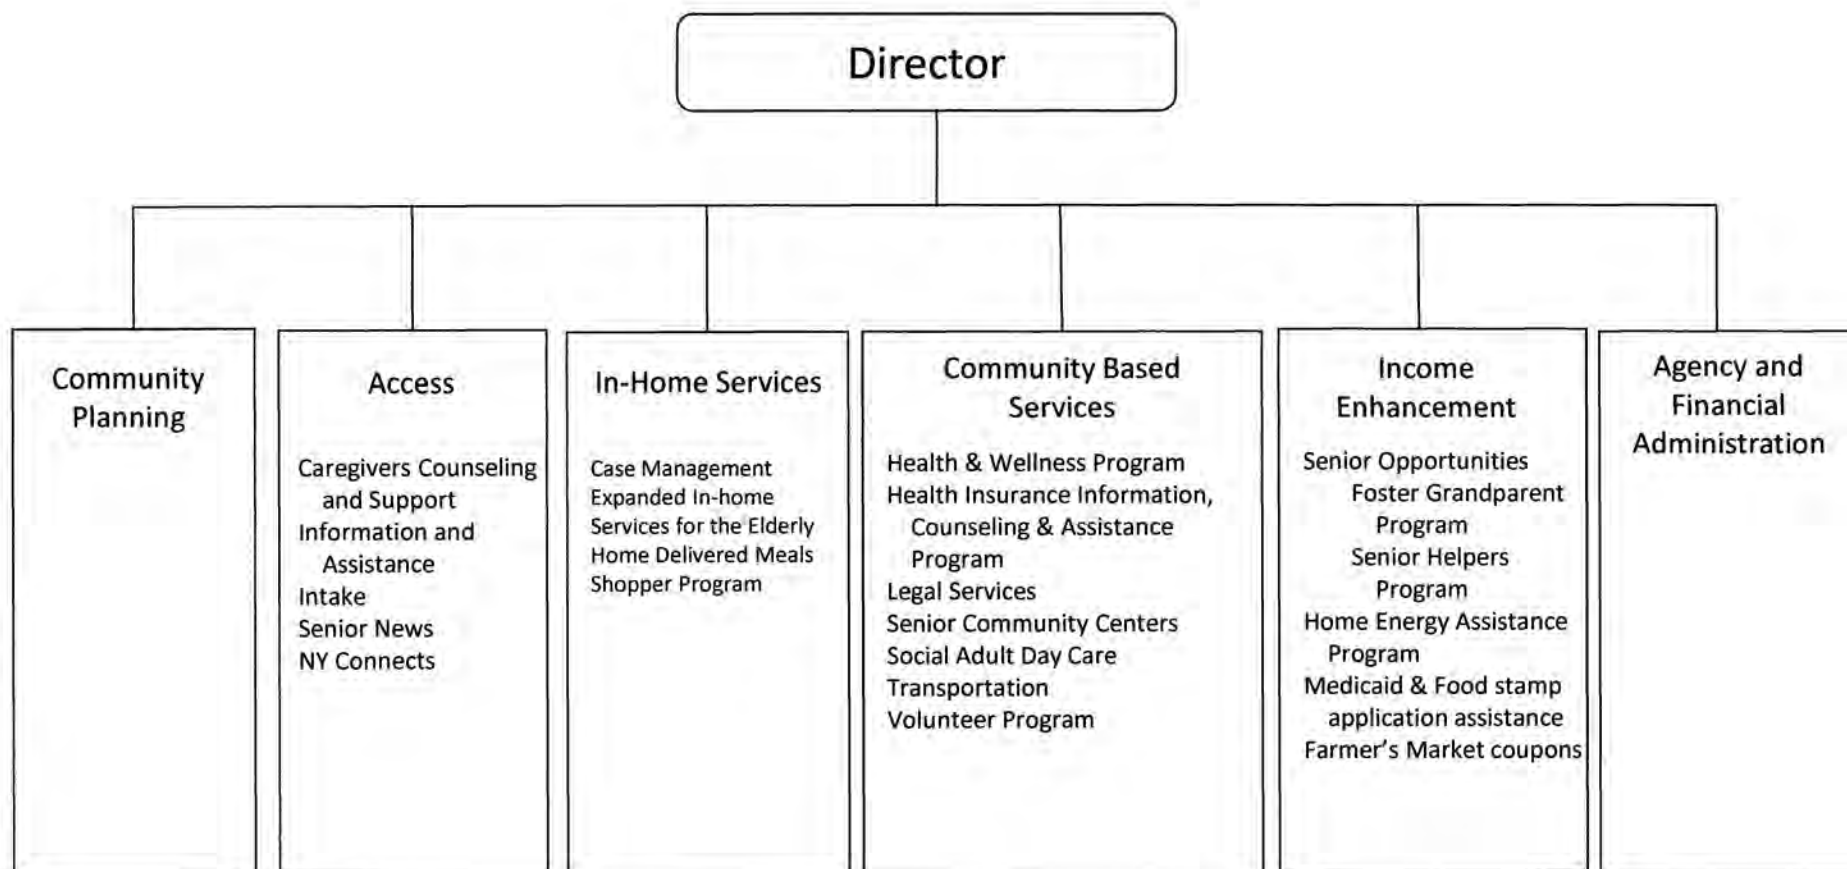 Director
Community
Planning
Access
Caregivers Counseling
and Support
Information and
Assistance
Intake
Senior News
NY Connects
In-Home Services
Case Management
Expanded In-home
Services for the Elderly
Home Delivered Meals
Shopper Program
Community Based
Services
Health & Wellness Program
Health Insurance Information,
Counseling & Assistance
Program
Legal Services
Senior Community Centers
Social Adult Day Care
Transportation
Volunteer Program
Income
Enhancement
Senior Opportunities
Foster Grandparent
Program
Senior Helpers
Program
Home Energy Assistance
Program
Medicaid & Food stamp
application assistance
Farmer's Market coupons
Agency and
Financial
Administration